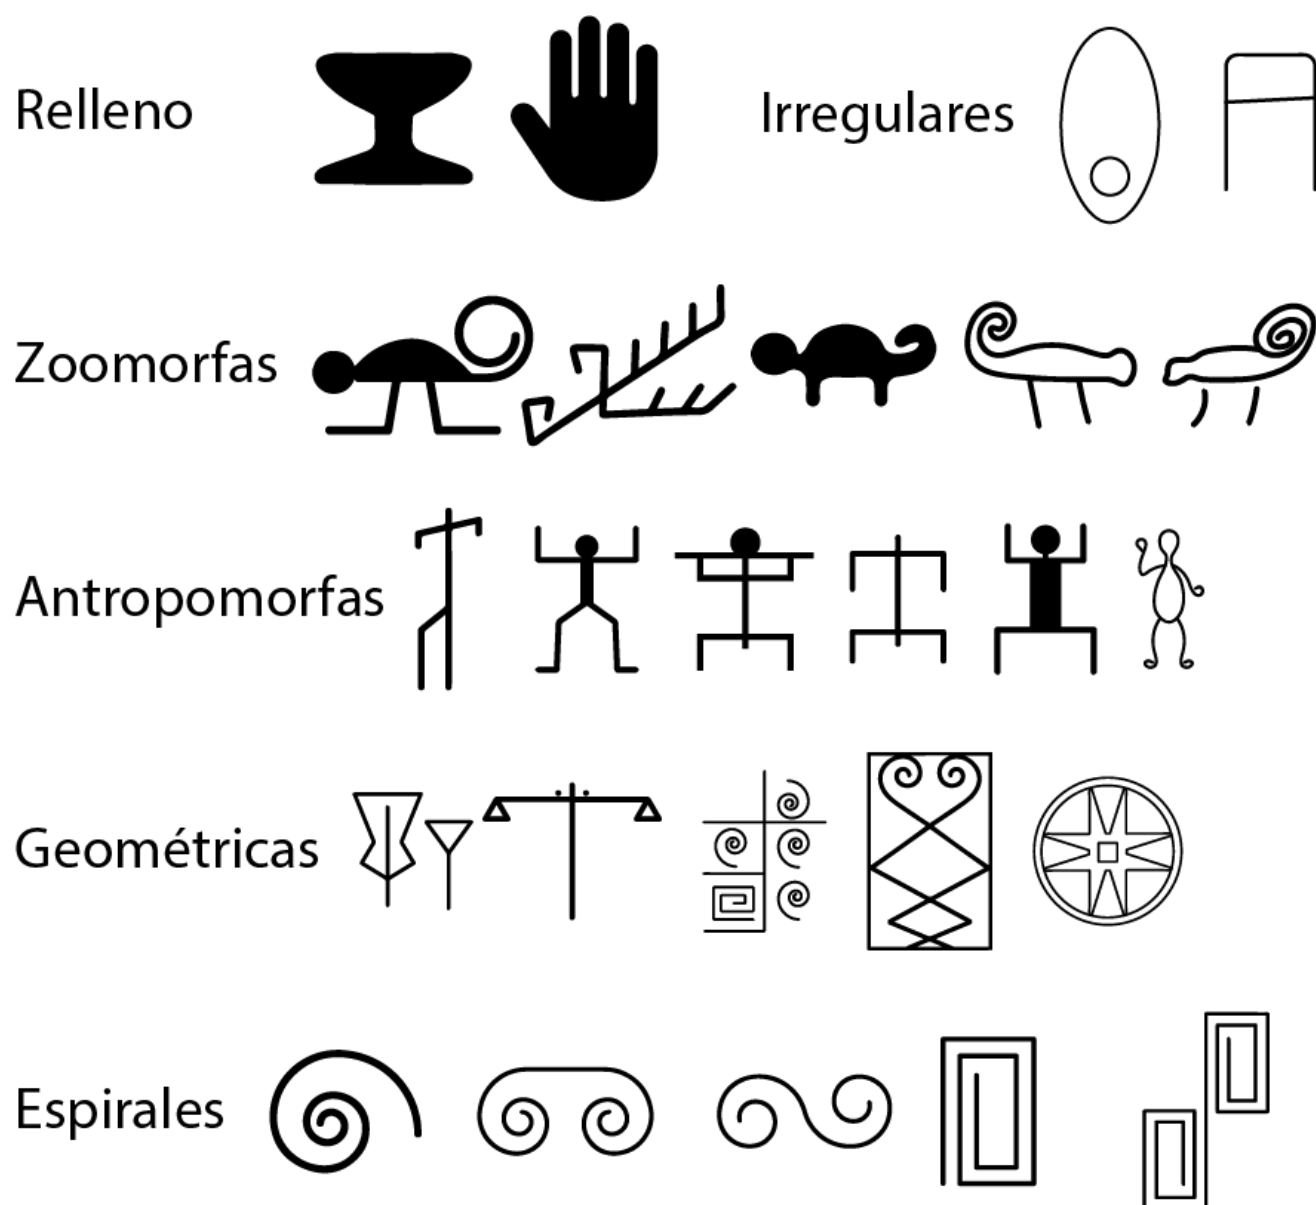 Relleno
Irregulares
Zoomorfas
Antropomorfas
Geométricas
Espirales